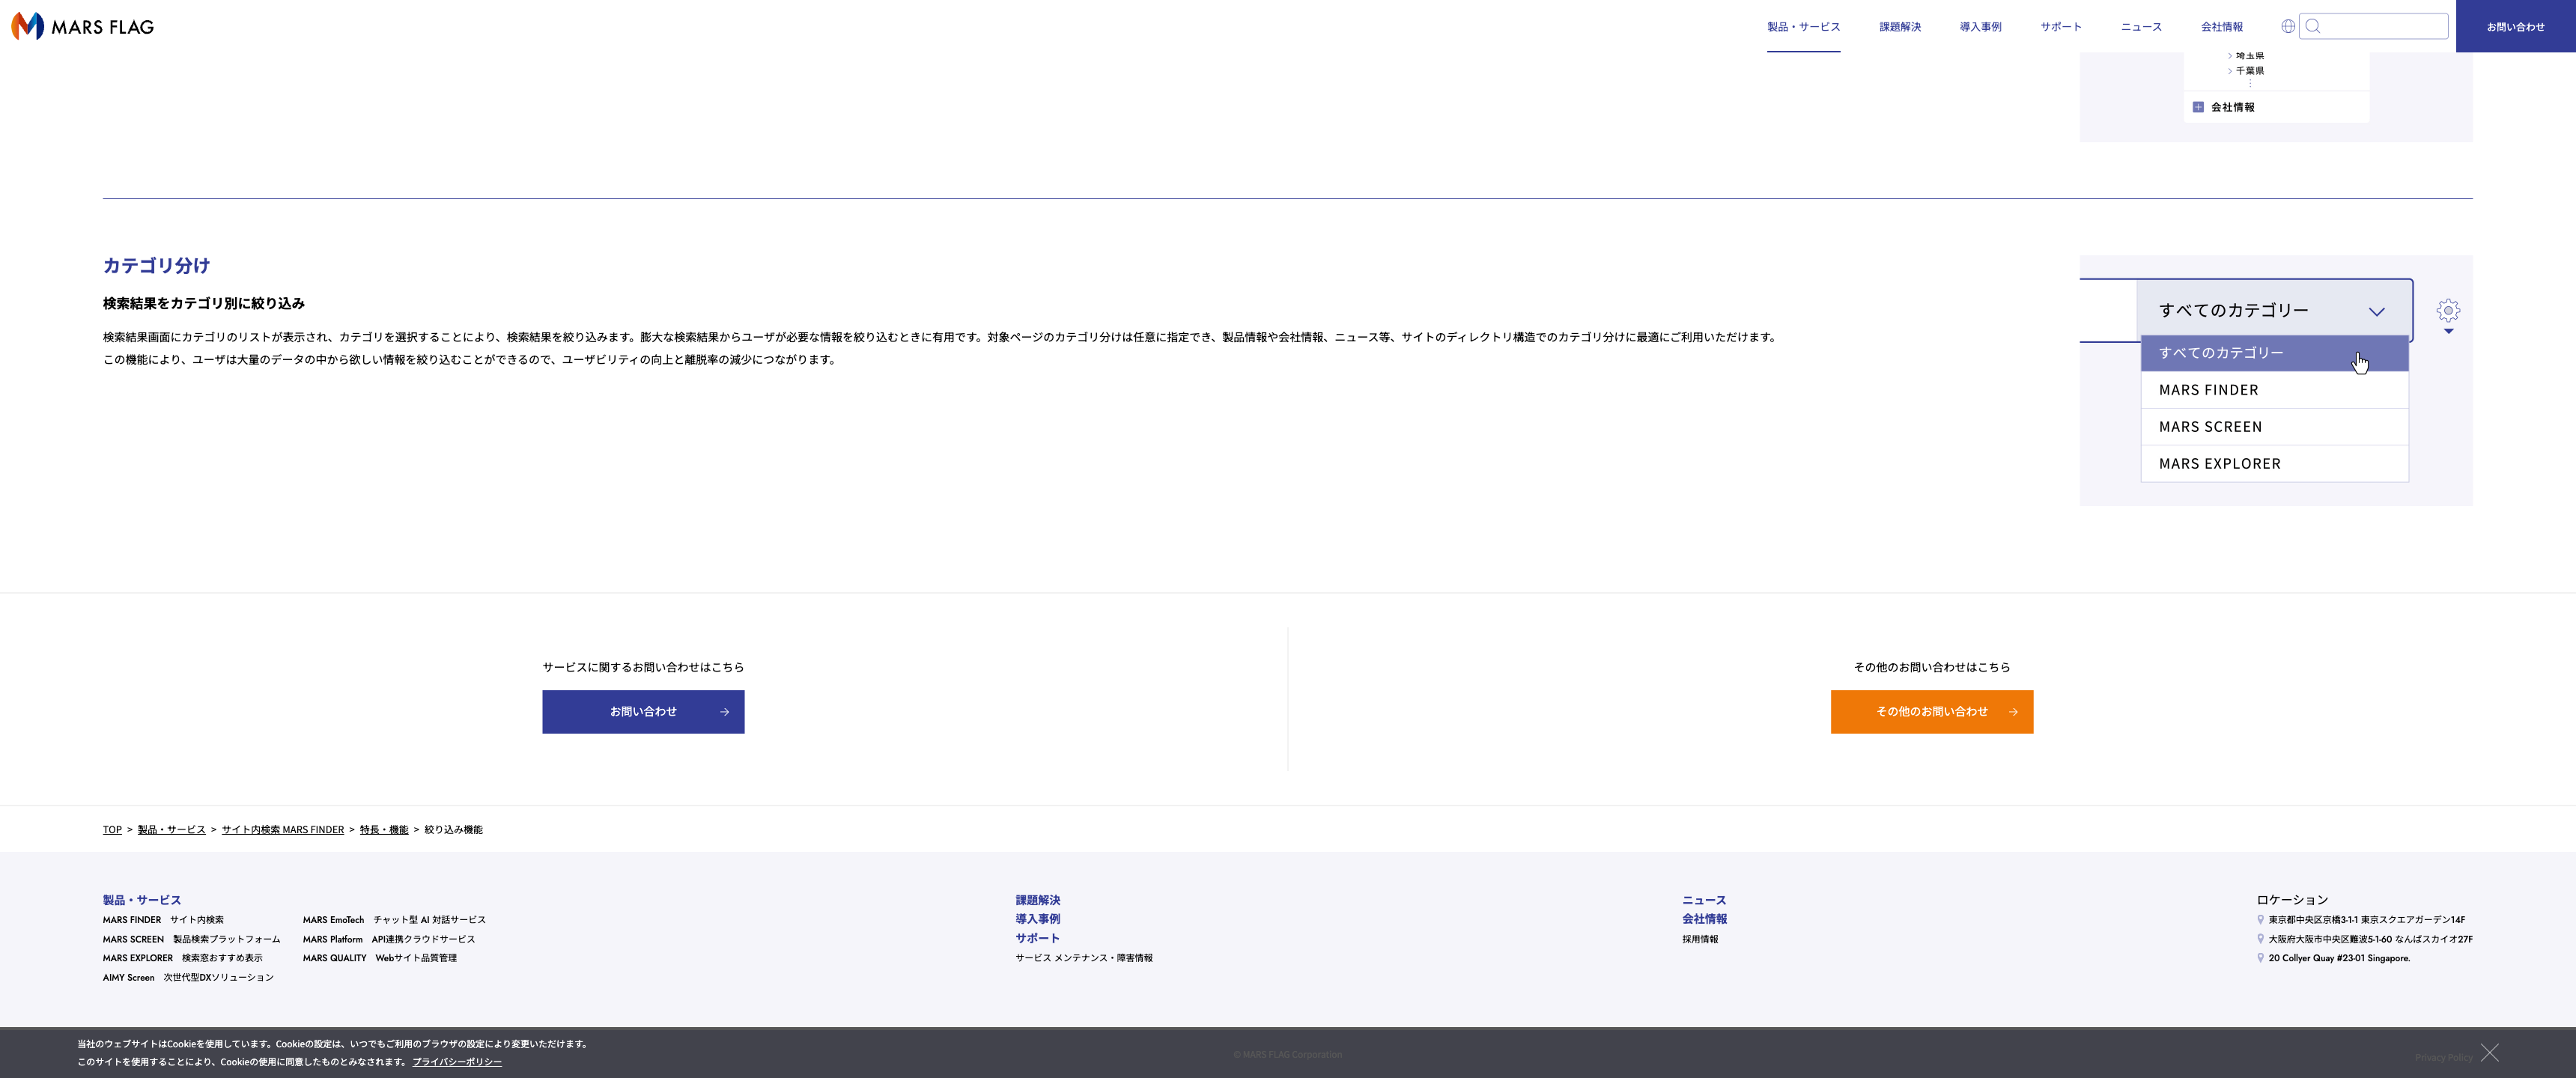 MARS FLAG
製品・サービス
課題解決
導入事例
サポート
ニュース
会社情報
お問い合わせ
埼玉県
千葉県
会社情報
カテゴリ分け
検索結果をカテゴリ別に絞り込み
検索結果画面にカテゴリのリストが表示され、カテゴリを選択することにより、検索結果を絞り込みます。膨大な検索結果からユーザが必要な情報を絞り込むときに有用です。対象ページのカテゴリ分けは任意に指定でき、製品情報や会社情報、ニュース等、サイトのディレクトリ構造でのカテゴリ分けに最適にご利用いただけます。
この機能により、ユーザは大量のデータの中から欲しい情報を絞り込むことができるので、ユーザビリティの向上と離脱率の減少につながります。
すべてのカテゴリー
すべてのカテゴリー
MARS FINDER
MARS SCREEN
MARS EXPLORER
サービスに関するお問い合わせはこちら
お問い合わせ
その他のお問い合わせはこちら
その他のお問い合わせ
TOP > 製品・サービス > サイト内検索 MARS FINDER > 特長・機能 > 絞り込み機能
製品・サービス
MARS FINDER サイト内検索
MARS SCREEN 製品検索プラットフォーム
MARS EXPLORER 検索窓おすすめ表示
AIMY Screen 次世代型DXソリューション
MARS EmoTech チャット型 AI 対話サービス
MARS Platform API連携クラウドサービス
MARS QUALITY Webサイト品質管理
課題解決
導入事例
サポート
サービス メンテナンス・障害情報
ニュース
会社情報
採用情報
ロケーション
東京都中央区京橋3-1-1 東京スクエアガーデン14F
大阪府大阪市中央区難波5-1-60 なんばスカイオ27F
20 Collyer Quay #23-01 Singapore.
当社のウェブサイトはCookieを使用しています。Cookieの設定は、いつでもご利用のブラウザの設定により変更いただけます。
このサイトを使用することにより、Cookieの使用に同意したものとみなされます。 プライバシーポリシー
© MARS FLAG Corporation
Privacy Policy